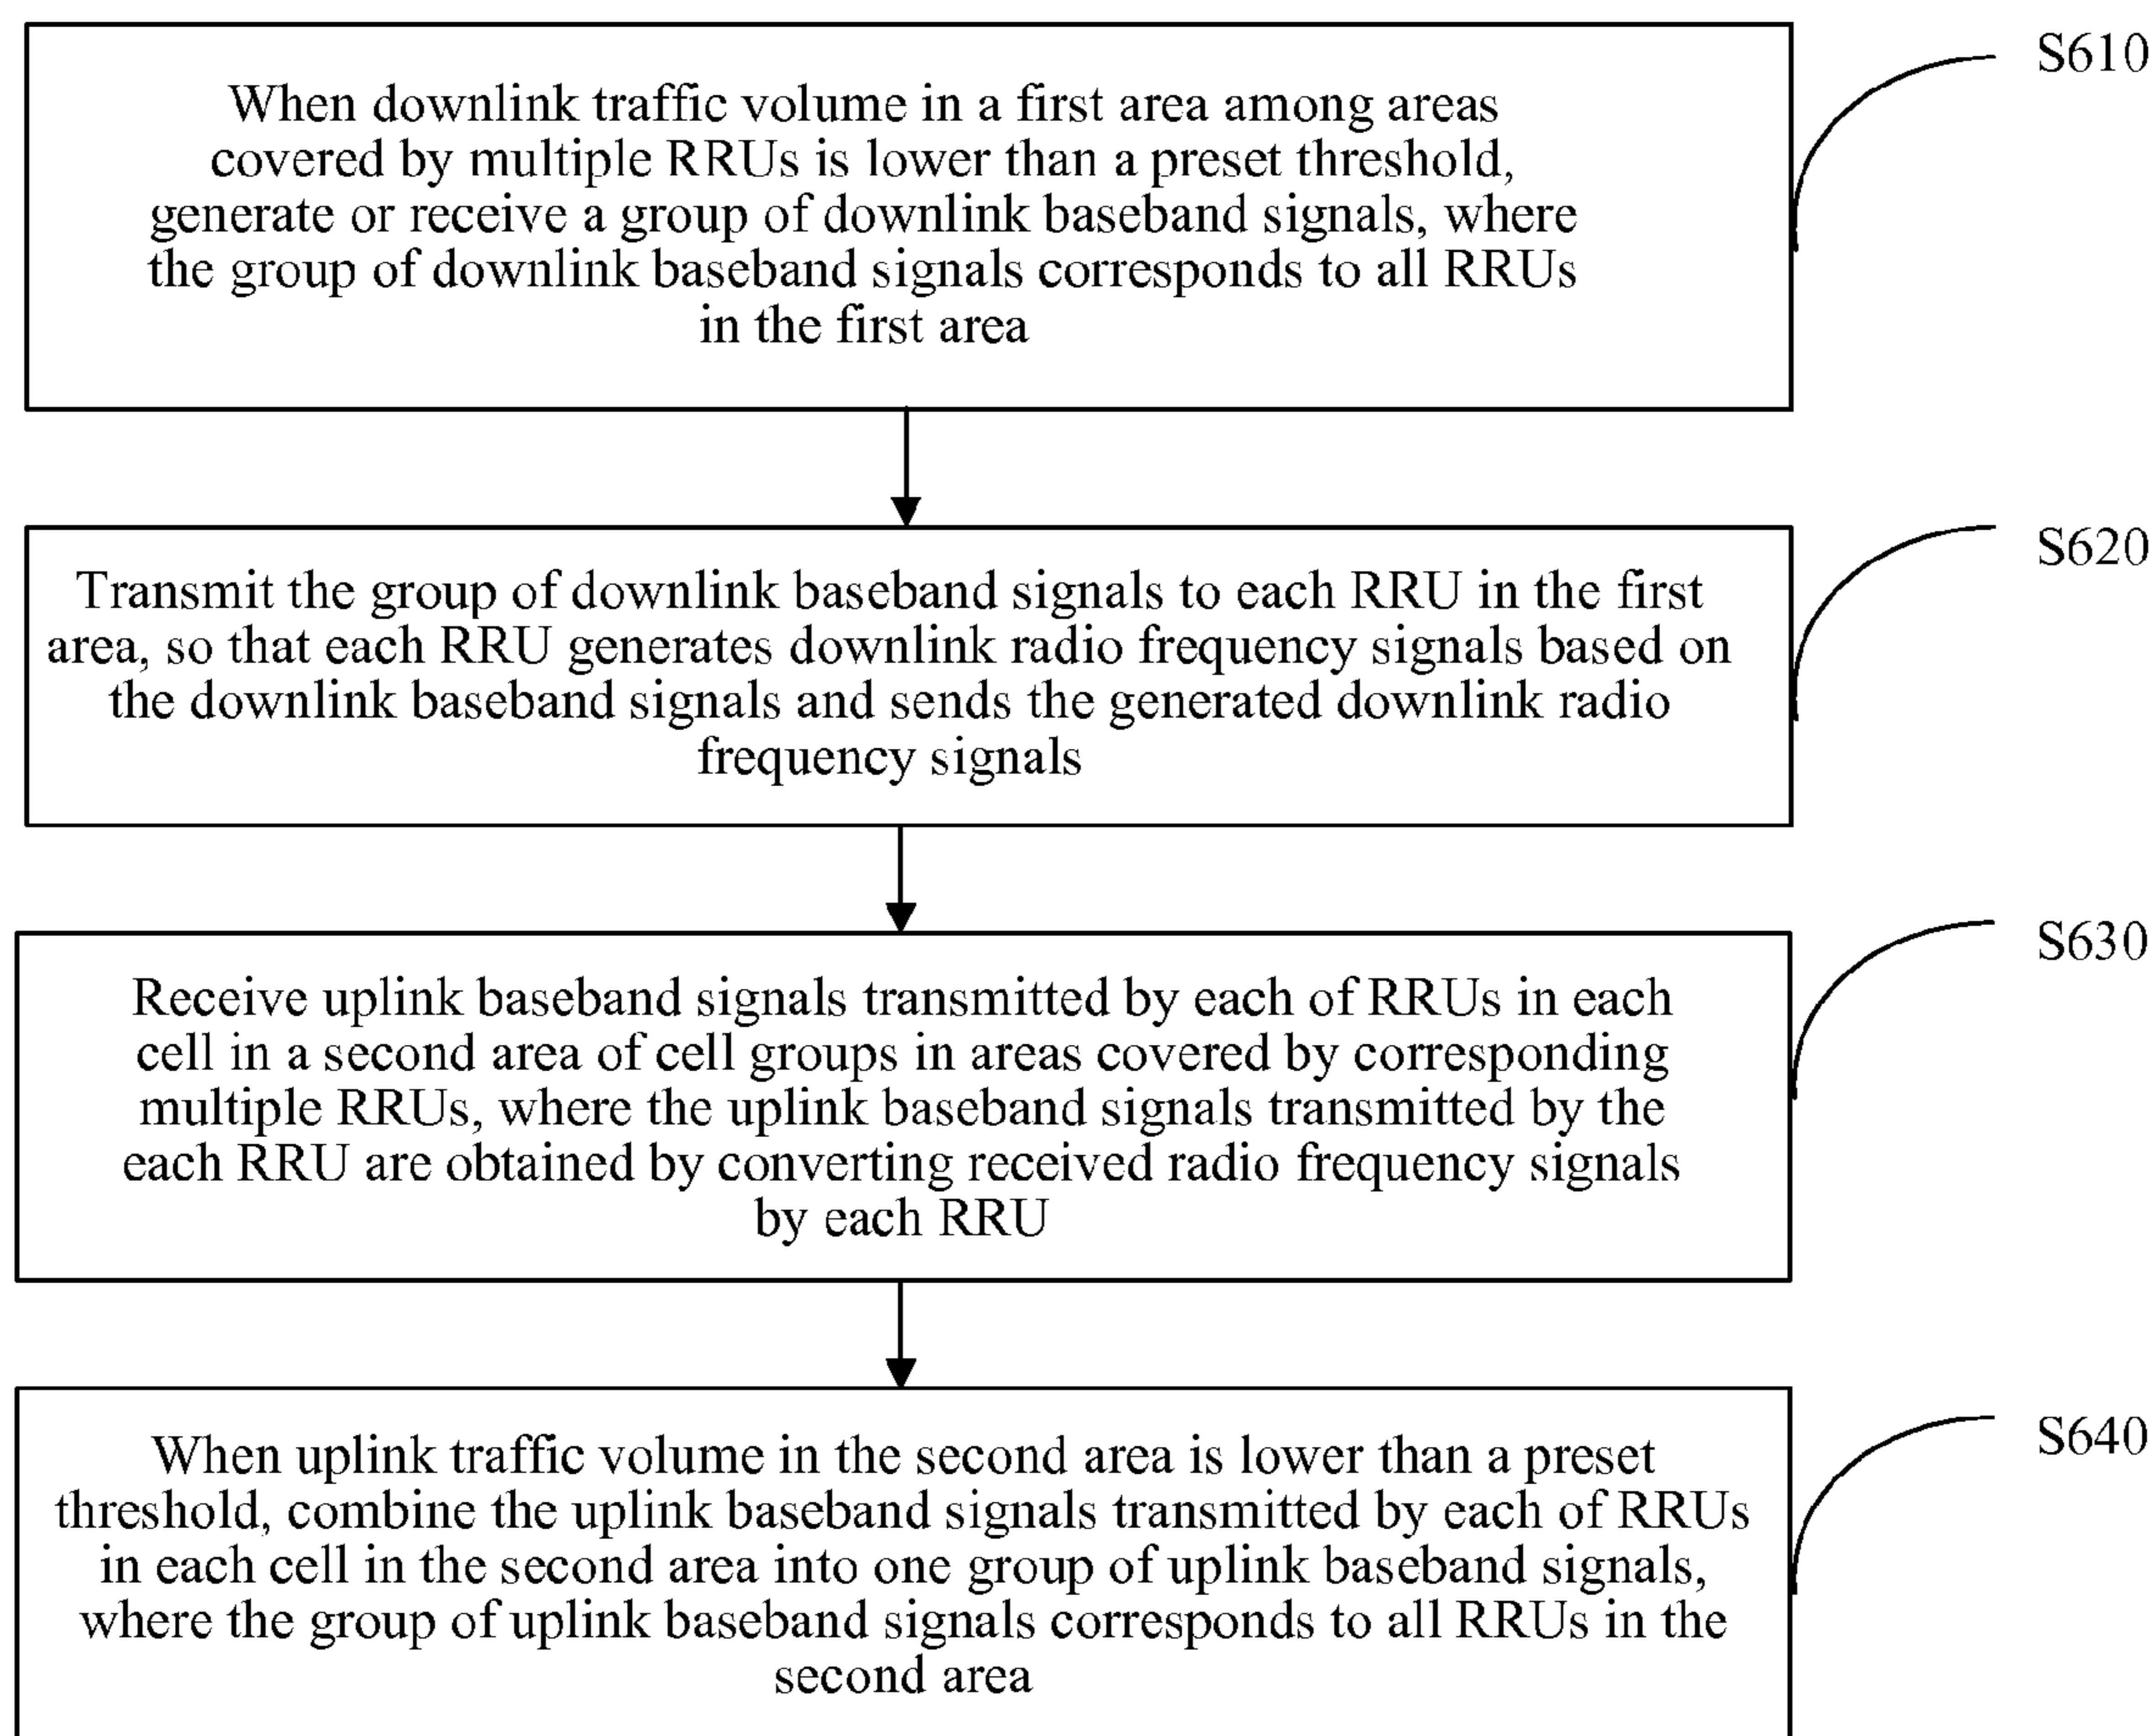 When downlink traffic volume in a first area among areas
covered by multiple RRUs is lower than a preset threshold,
generate or receive a group of downlink baseband signals, where
the group of downlink baseband signals corresponds to all RRUs
in the first area
S610
Transmit the group of downlink baseband signals to each RRU in the first
area, so that each RRU generates downlink radio frequency signals based on
the downlink baseband signals and sends the generated downlink radio
frequency signals
S620
Receive uplink baseband signals transmitted by each of RRUs in each
cell in a second area of cell groups in areas covered by corresponding
multiple RRUs, where the uplink baseband signals transmitted by the
each RRU are obtained by converting received radio frequency signals
by each RRU
S630
When uplink traffic volume in the second area is lower than a preset
threshold, combine the uplink baseband signals transmitted by each of RRUs
in each cell in the second area into one group of uplink baseband signals,
where the group of uplink baseband signals corresponds to all RRUs in the
second area
S640